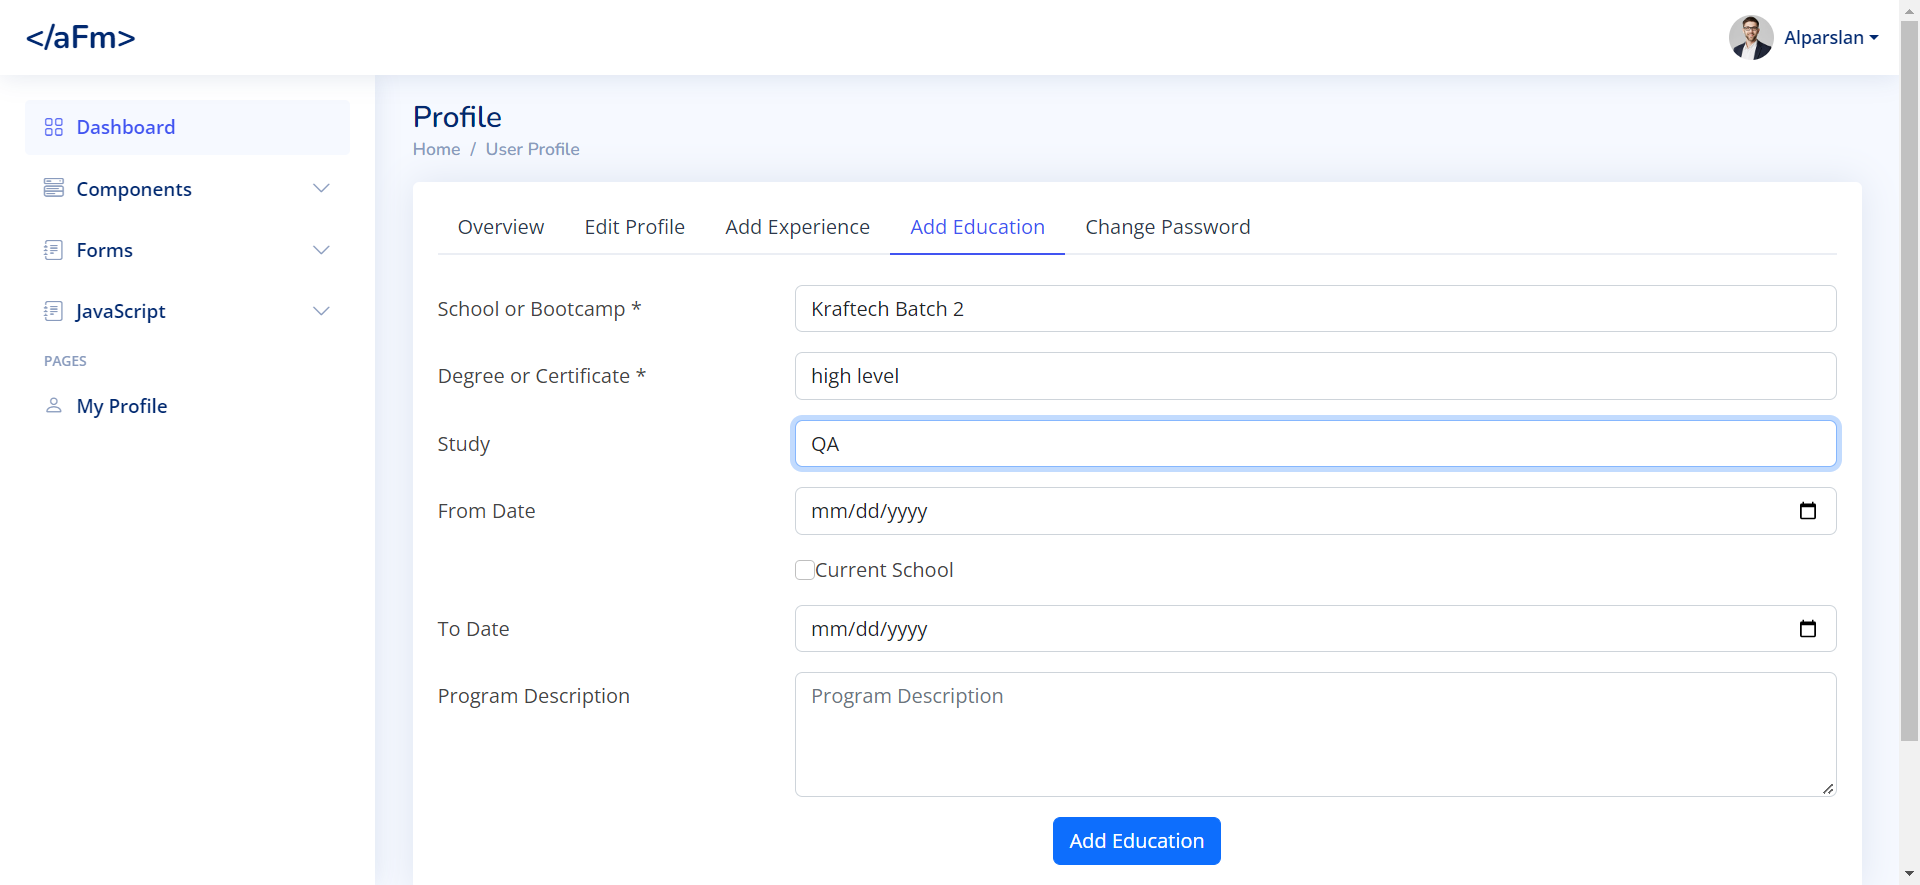 </aFm>
Alparslan
Dashboard
Components
Forms
JavaScript
PAGES
My Profile
Profile
Home / User Profile
Overview Edit Profile Add Experience Add Education Change Password
School or Bootcamp * Kraftech Batch 2
Degree or Certificate * high level
Study QA
From Date mm/dd/yyyy
Current School
To Date mm/dd/yyyy
Program Description Program Description
Add Education